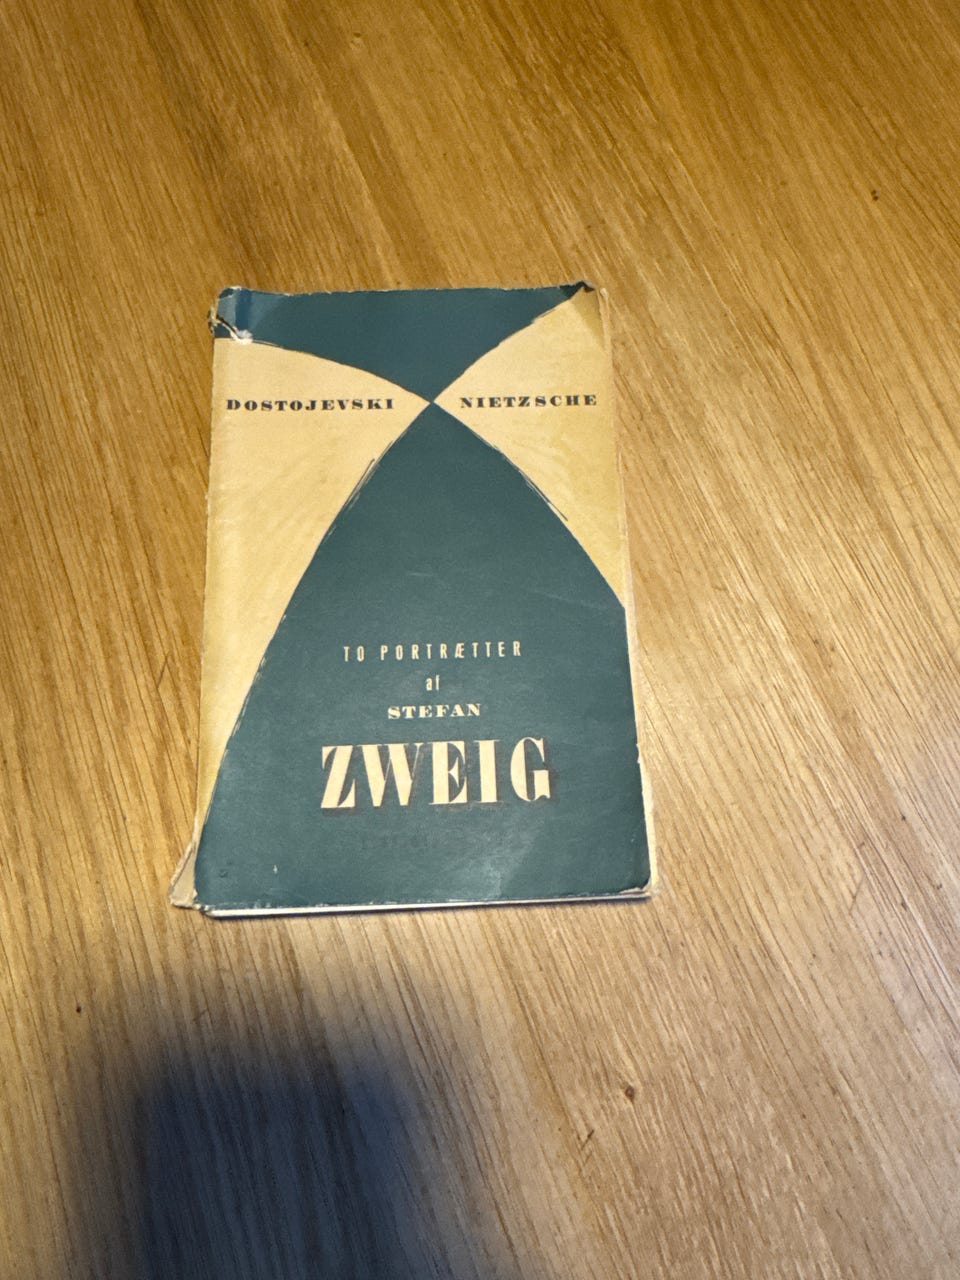 DOSTOJEVSKI NIETZSCHE
TO PORTRÆTTER
af
STEFAN
ZWEIG